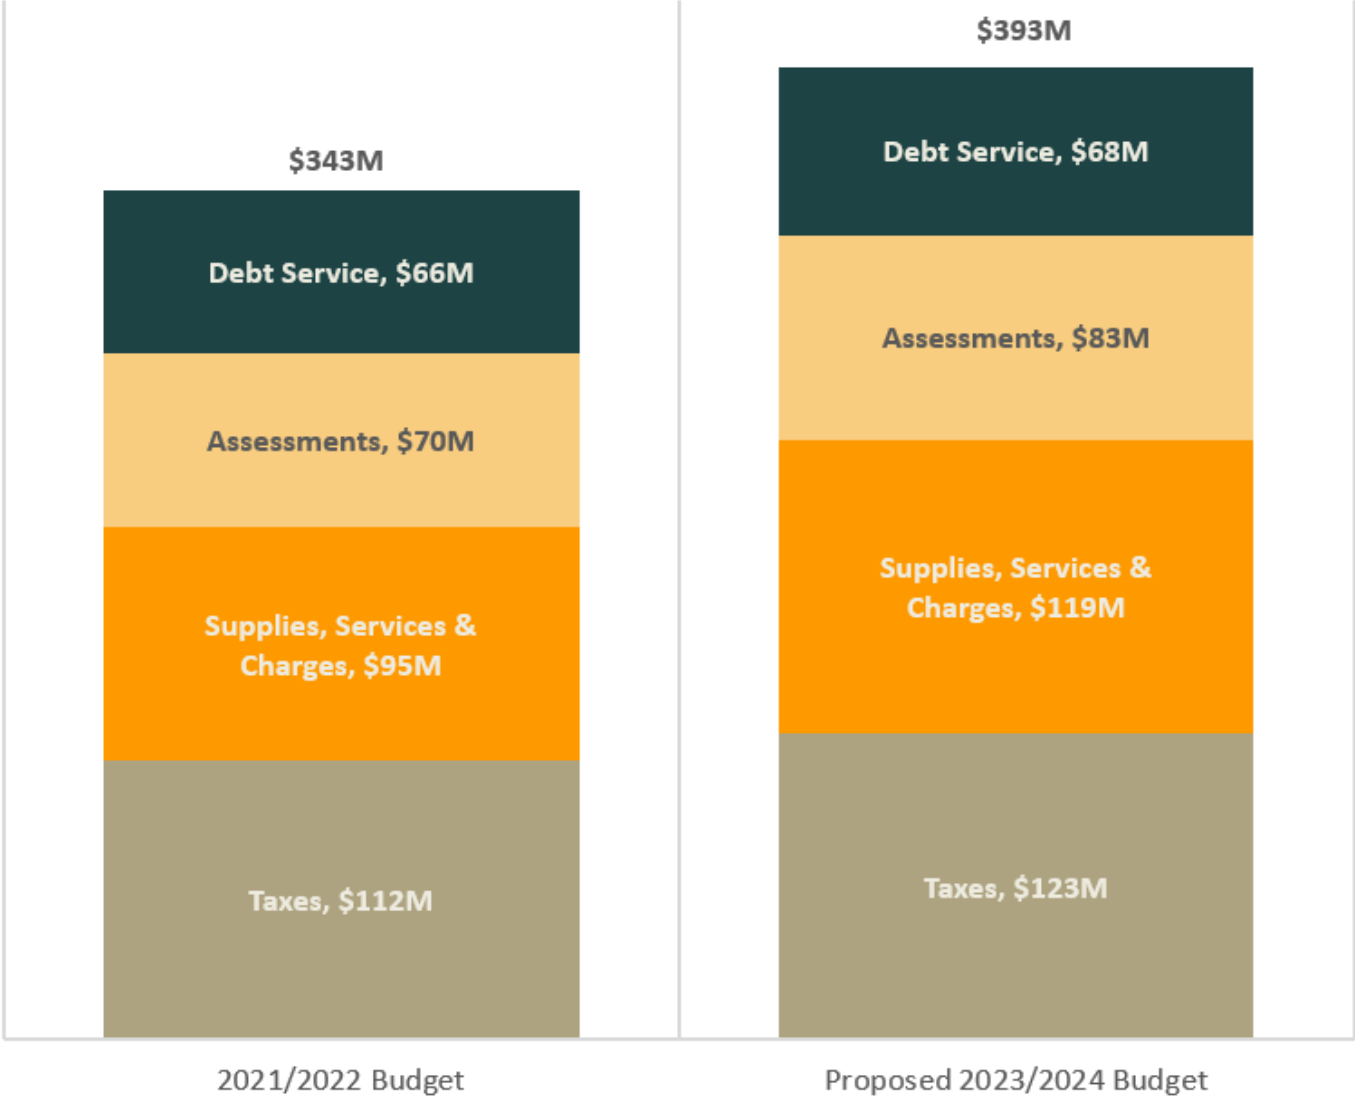 $343M
Debt Service, $66M
Assessments, $70M
Supplies, Services &
Charges, $95M
Taxes, $112M
2021/2022 Budget
$393M
Debt Service, $68M
Assessments, $83M
Supplies, Services &
Charges, $119M
Taxes, $123M
Proposed 2023/2024 Budget